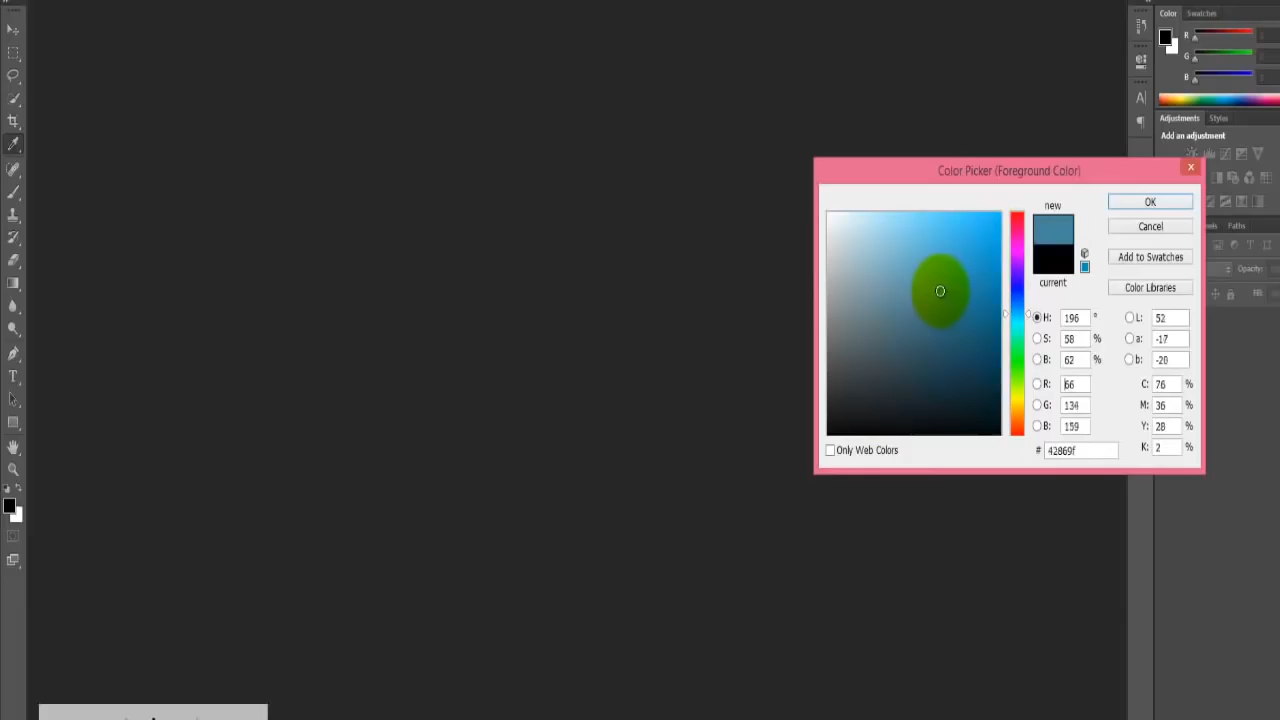 Color Swatches
R
G
B
A
Adjustments Styles
Add an adjustment
Paths
Opacity:
Fill:
Color Picker (Foreground Color)
new
current
OK
Cancel
Add to Swatches
Color Libraries
H: 196 ° L: 52
S: 58 % a: -17
B: 62 % b: -20
R: 66 C: 76 %
G: 134 M: 36 %
B: 159 Y: 28 %
# 42869f K: 2 %
Only Web Colors
T